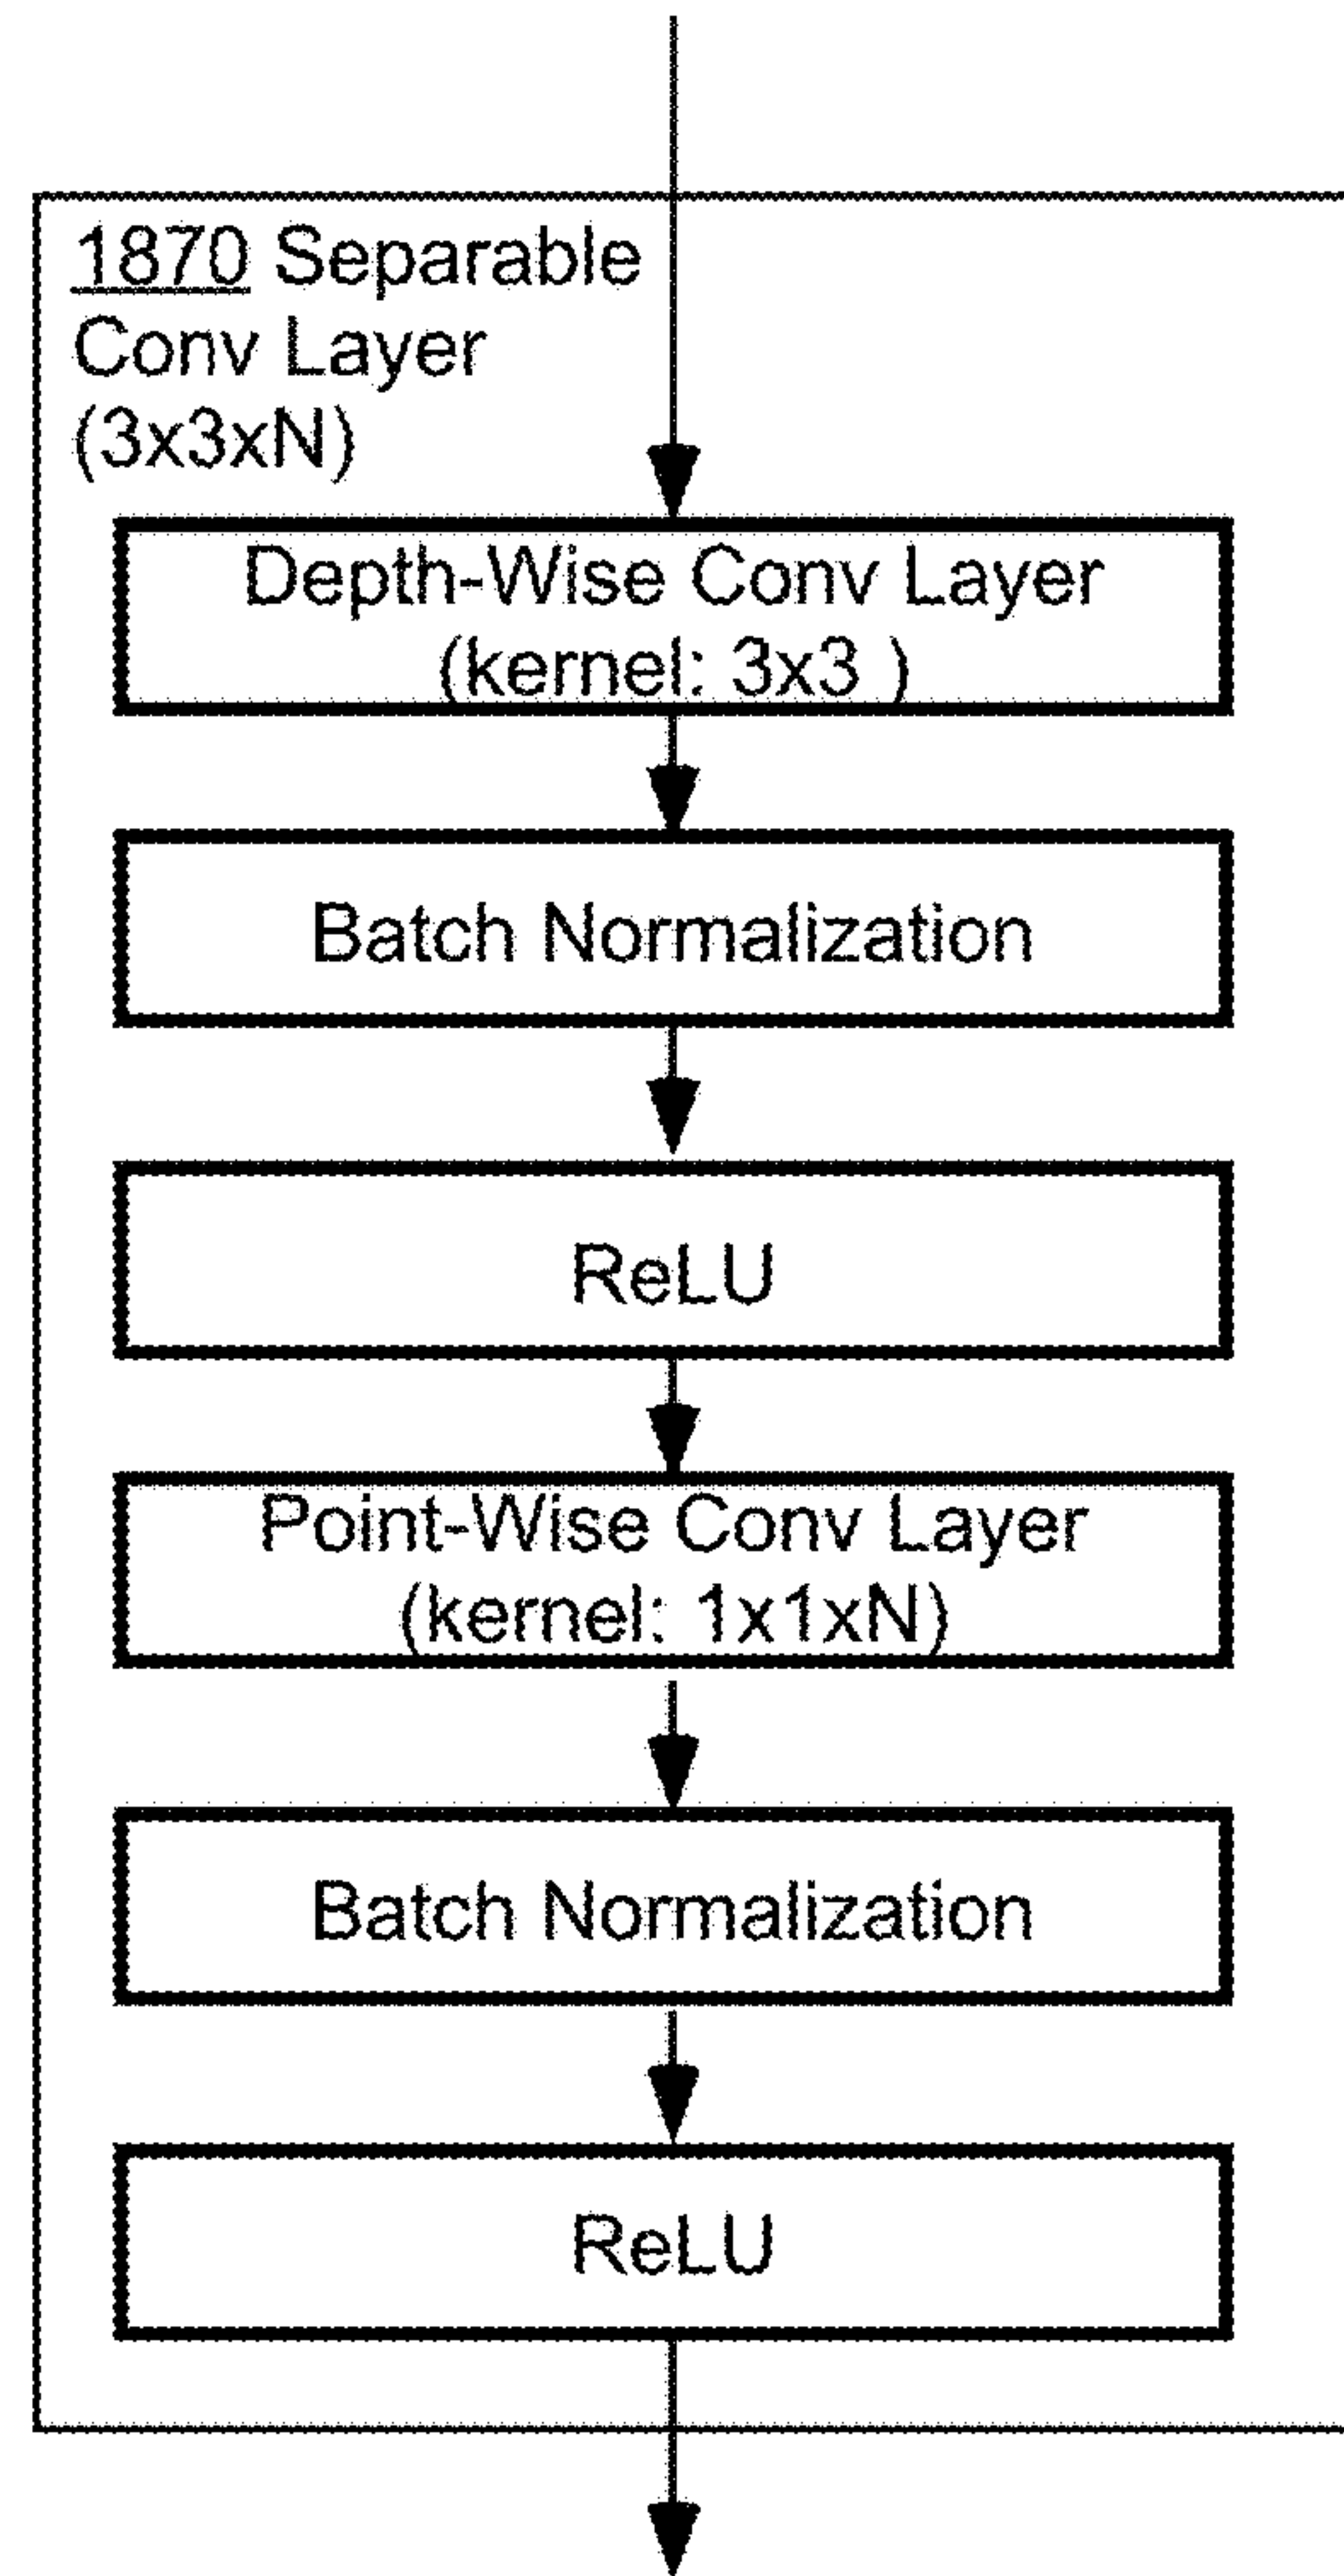 1870 Separable
Conv Layer
(3x3xN)
Depth-Wise Conv Layer
(kernel: 3x3 )
Batch Normalization
ReLU
Point-Wise Conv Layer
(kernel: 1x1xN)
Batch Normalization
ReLU